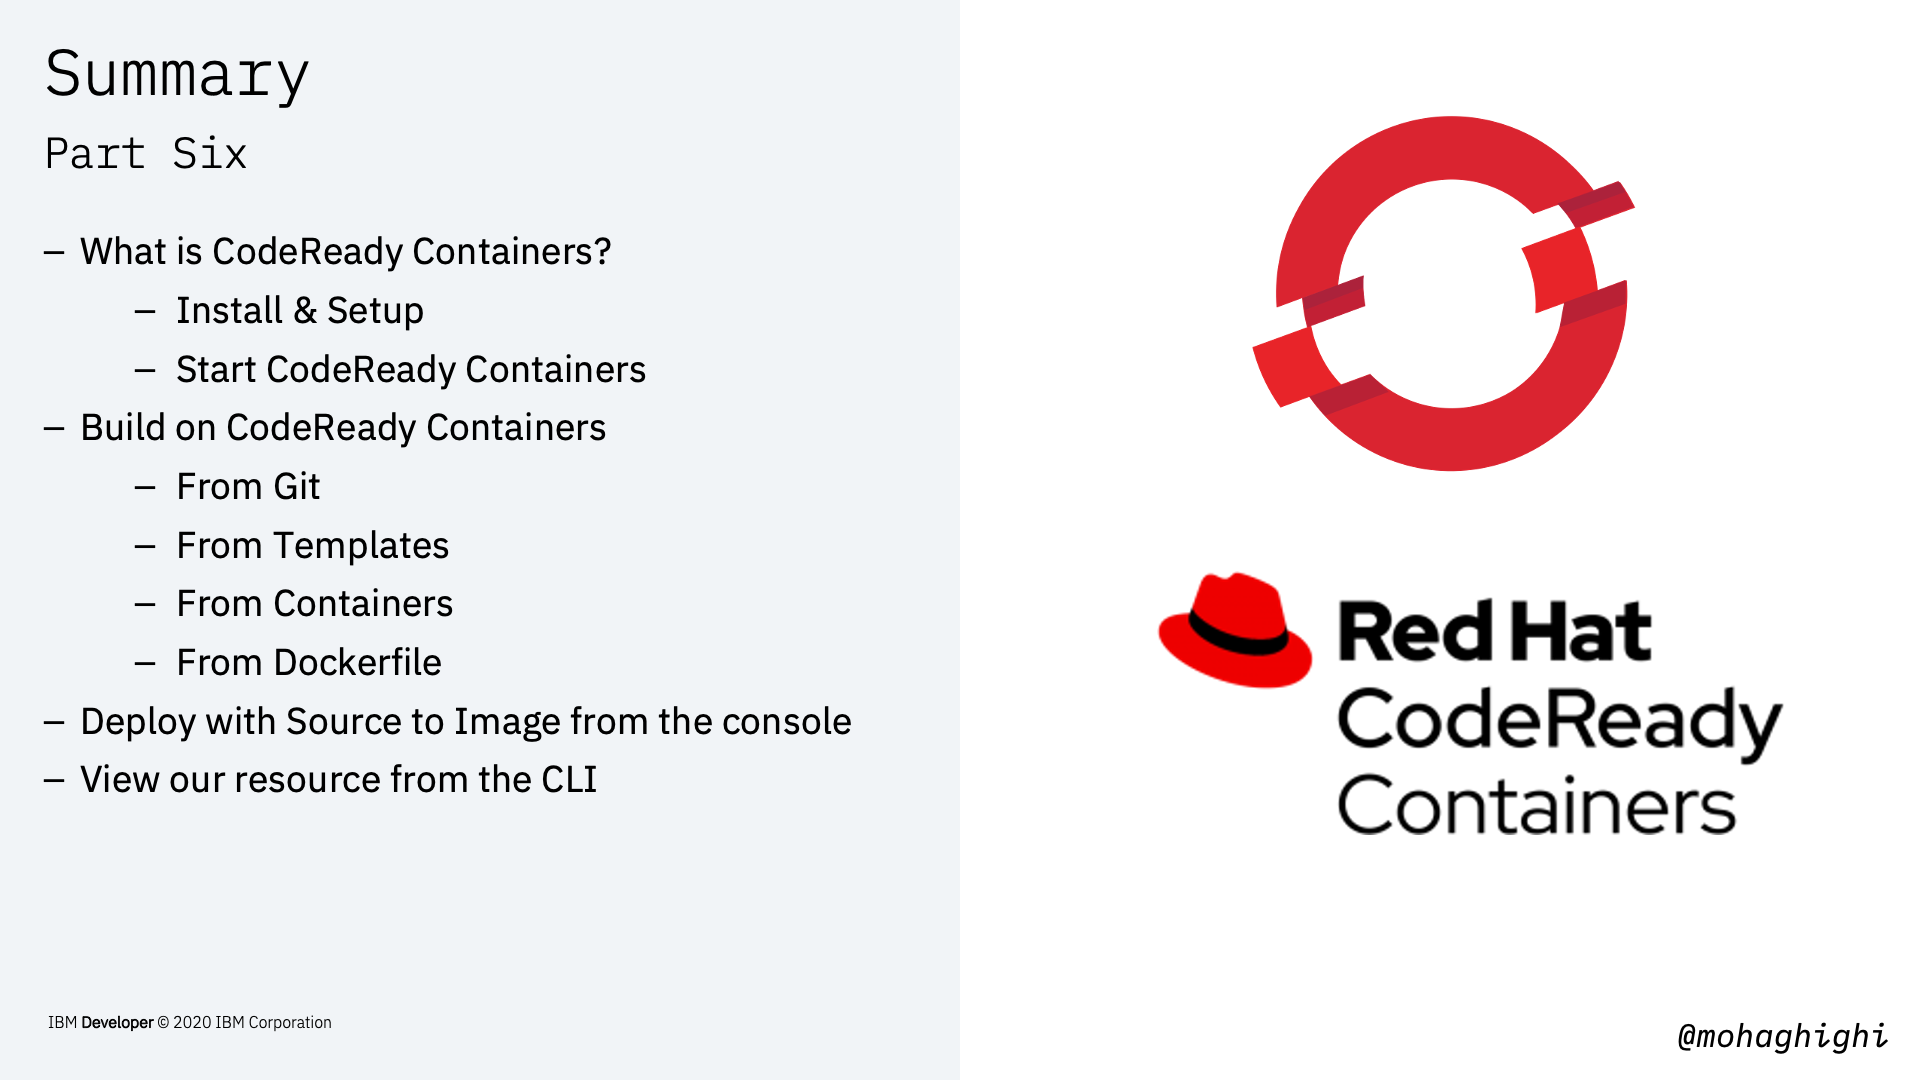 Summary
Part Six
– What is CodeReady Containers?
– Install & Setup
– Start CodeReady Containers
– Build on CodeReady Containers
– From Git
– From Templates
– From Containers
– From Dockerfile
– Deploy with Source to Image from the console
– View our resource from the CLI
Red Hat
CodeReady
Containers
IBM Developer © 2020 IBM Corporation
@mohaghighi